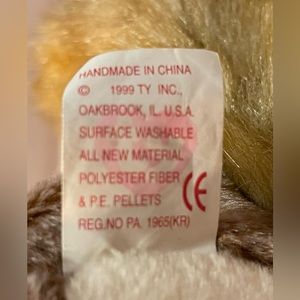 HANDMADE IN CHINA
© 1999 TY INC.,
OAKBROOK, IL. U.S.A.
SURFACE WASHABLE
ALL NEW MATERIAL
POLYESTER FIBER
& P.E. PELLETS CE
REG.NO PA. 1965(KR)